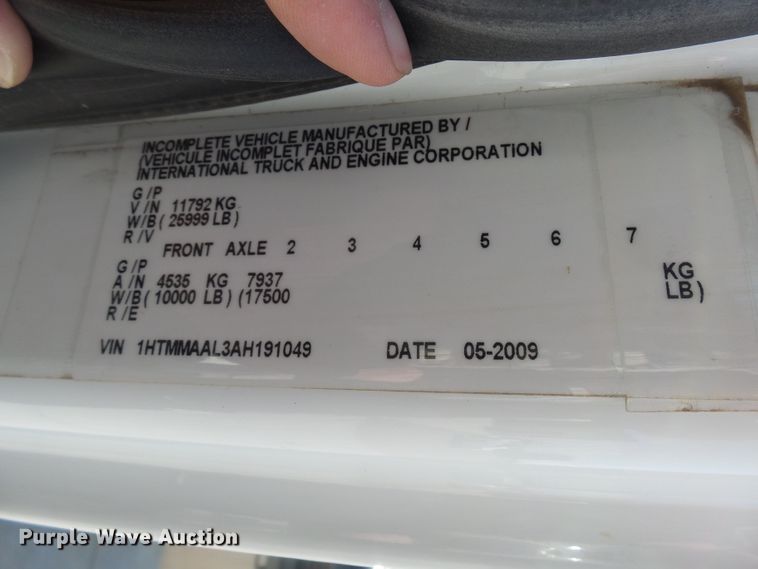 INCOMPLETE VEHICLE MANUFACTURED BY /
(VEHICULE INCOMPLET FABRIQUE PAR)
INTERNATIONAL TRUCK AND ENGINE CORPORATION
G /P
V /N 11792 KG
W/B ( 25999 LB )
R /V
FRONT AXLE 2 3 4 5 6 7
G /P
A /N 4535 KG 7937 KG
W/B ( 10000 LB ) (17500 LB )
R /E
VIN 1HTMMAAL3AH191049 DATE 05-2009
Purple Wave Auction®